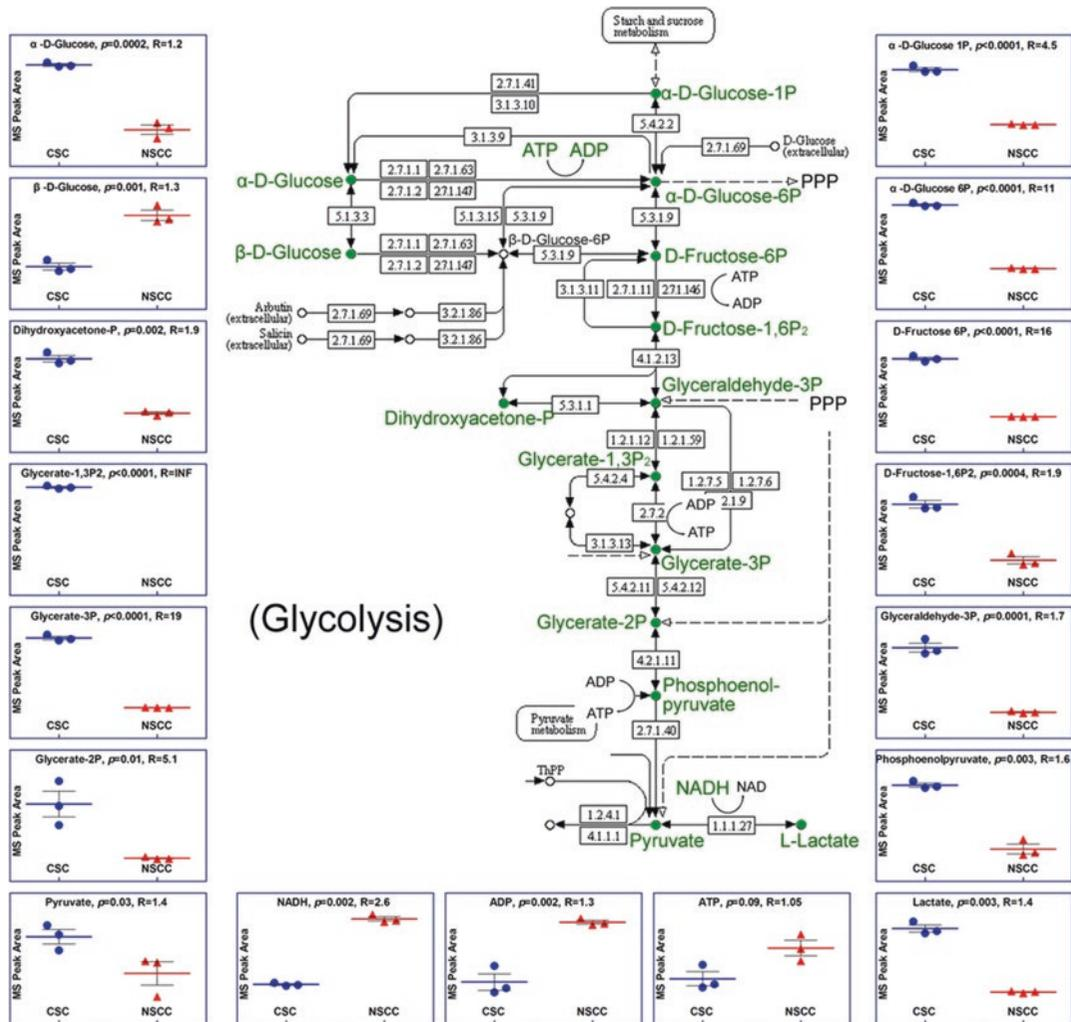 α -D-Glucose, p=0.0002, R=1.2
MS Peak Area
CSC NSCC
β -D-Glucose, p=0.001, R=1.3
MS Peak Area
CSC NSCC
Dihydroxyacetone-P, p=0.002, R=1.9
MS Peak Area
CSC NSCC
Glycerate-1,3P2, p<0.0001, R=INF
MS Peak Area
CSC NSCC
Glycerate-3P, p<0.0001, R=19
MS Peak Area
CSC NSCC
Glycerate-2P, p=0.01, R=5.1
MS Peak Area
CSC NSCC
Pyruvate, p=0.03, R=1.4
MS Peak Area
CSC NSCC
Starch and sucrose
metabolism
2.7.1.41
3.1.3.10
α-D-Glucose-1P
3.1.3.9
5.4.2.2
ATP ADP
2.7.1.69
D-Glucose
(extracellular)
α-D-Glucose
2.7.1.1 2.7.1.63
2.7.1.2 27.1.147
α-D-Glucose-6P
PPP
5.1.3.3
5.1.3.15 5.3.1.9
5.3.1.9
β-D-Glucose
2.7.1.1 2.7.1.63
2.7.1.2 27.1.147
β-D-Glucose-6P
5.3.1.9
D-Fructose-6P
3.1.3.11 2.7.1.11 27.1.146
ATP
ADP
Arbutin
(extracellular)
2.7.1.69 3.2.1.86
Salicin
(extracellular)
2.7.1.69 3.2.1.86
D-Fructose-1,6P2
4.1.2.13
Glyceraldehyde-3P
Dihydroxyacetone-P
5.3.1.1
PPP
1.2.1.12 1.2.1.59
Glycerate-1,3P2
5.4.2.4
1.2.7.5 1.2.7.6
2.7.2 ADP 2.1.9
ATP
3.1.3.13
Glycerate-3P
5.4.2.11 5.4.2.12
(Glycolysis)
Glycerate-2P
4.2.1.11
ADP
Phosphoenol-
pyruvate
ATP
Pyruvate
metabolism
2.7.1.40
ThPP
NADH NAD
1.2.4.1
4.1.1.1
Pyruvate
1.1.1.27
L-Lactate
α -D-Glucose 1P, p<0.0001, R=4.5
MS Peak Area
CSC NSCC
α -D-Glucose 6P, p<0.0001, R=11
MS Peak Area
CSC NSCC
D-Fructose 6P, p<0.0001, R=16
MS Peak Area
CSC NSCC
D-Fructose-1,6P2, p=0.0004, R=1.9
MS Peak Area
CSC NSCC
Glyceraldehyde-3P, p=0.0001, R=1.7
MS Peak Area
CSC NSCC
Phosphoenolpyruvate, p=0.003, R=1.6
MS Peak Area
CSC NSCC
NADH, p=0.002, R=2.6
MS Peak Area
CSC NSCC
ADP, p=0.002, R=1.3
MS Peak Area
CSC NSCC
ATP, p=0.09, R=1.05
MS Peak Area
CSC NSCC
Lactate, p=0.003, R=1.4
MS Peak Area
CSC NSCC